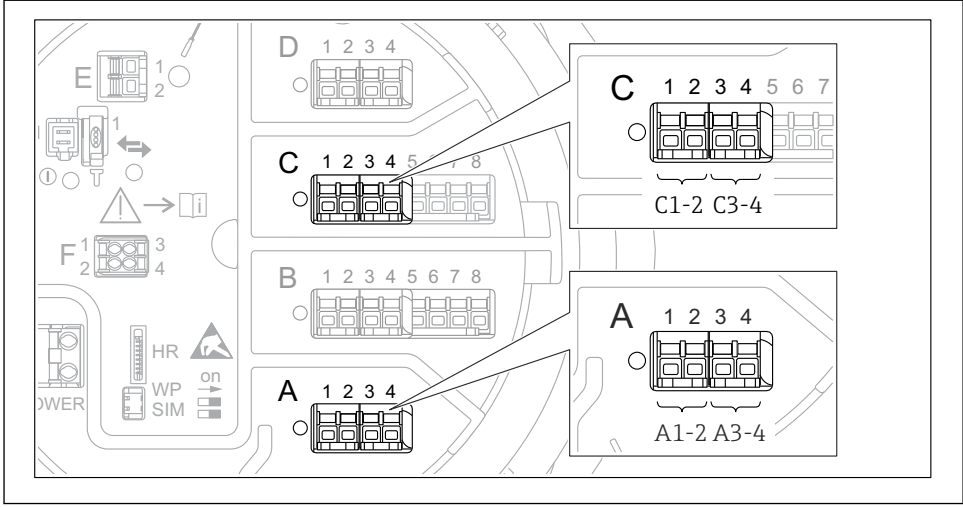 D 1 2 3 4
E 1
2
1
C 1 2 3 4 5 6 7 8
F 1 3
2 4
i
B 1 2 3 4 5 6 7 8
HR
WP on
SIM
OWER
A 1 2 3 4
C 1 2 3 4 5 6 7
C1-2 C3-4
A 1 2 3 4
A1-2 A3-4